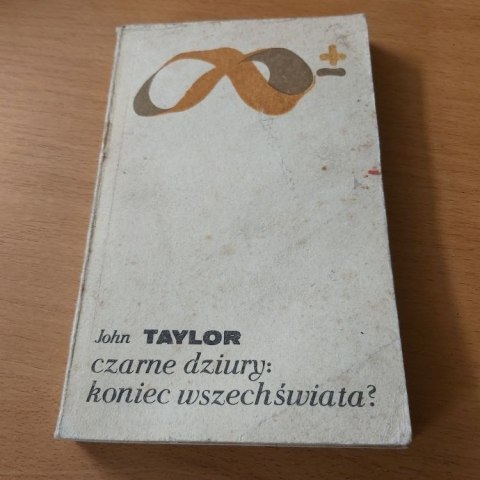 ±
John TAYLOR
czarne dziury:
koniec wszechświata?